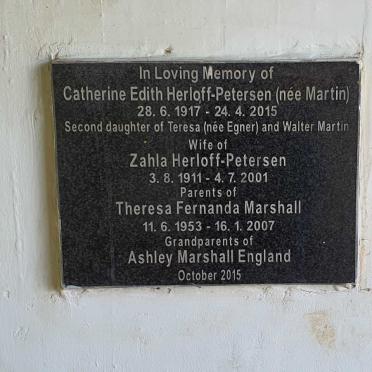 In Loving Memory of
Catherine Edith Herloff-Petersen (née Martin)
28. 6. 1917 - 24. 4. 2015
Second daughter of Teresa (née Egner) and Walter Martin
Wife of
Zahla Herloff-Petersen
3. 8. 1911 - 4. 7. 2001
Parents of
Theresa Fernanda Marshall
11. 6. 1953 - 16. 1. 2007
Grandparents of
Ashley Marshall England
October 2015